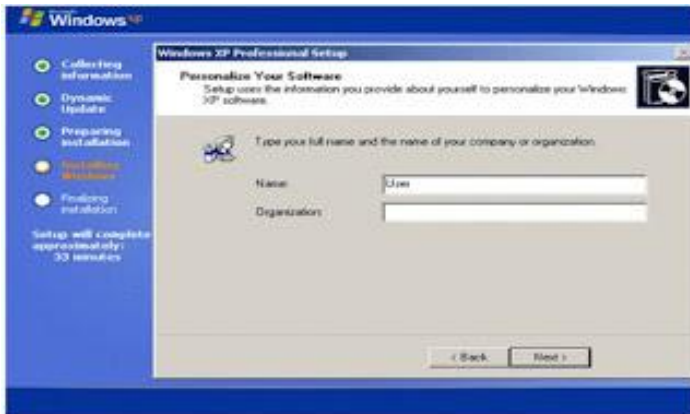 Microsoft
Windows xp
Collecting
information
Dynamic
Update
Preparing
installation
Installing
Windows
Finalizing
installation
Setup will complete
approximately:
33 minutes
Windows XP Professional Setup
Personalize Your Software
Setup uses the information you provide about yourself to personalize your Windows
XP software.
Type your full name and the name of your company or organization.
Name:
User
Organization:
< Back
Next >